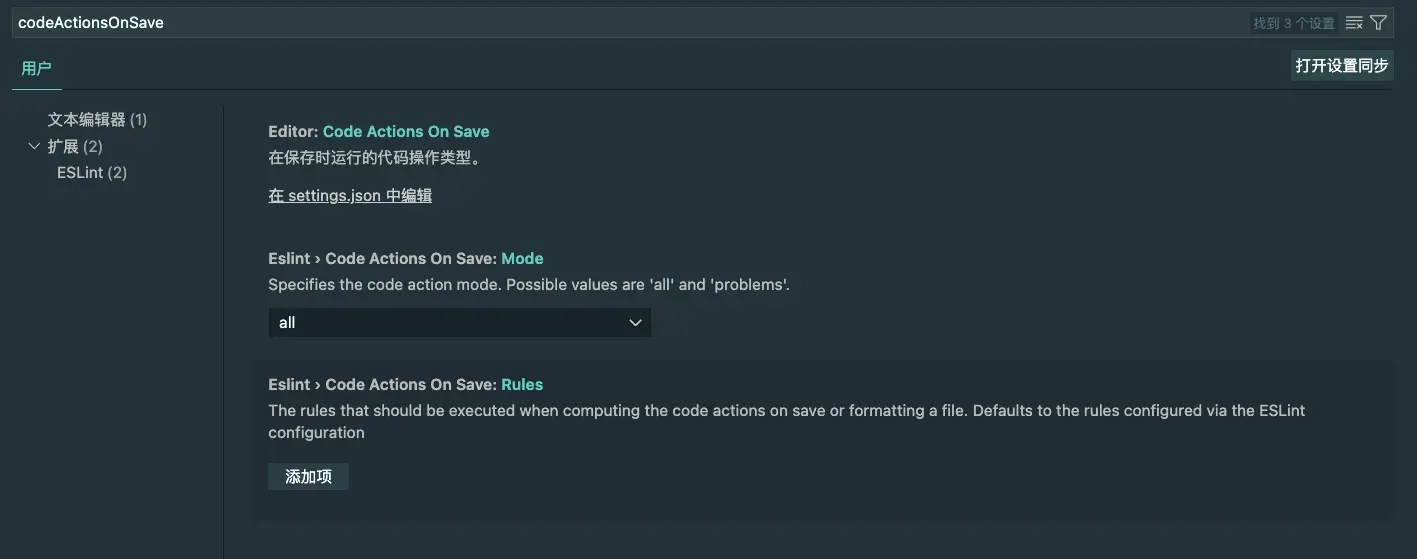 codeActionsOnSave
找到 3 个设置
用户
打开设置同步
文本编辑器 (1)
扩展 (2)
ESLint (2)
Editor: Code Actions On Save
在保存时运行的代码操作类型。
在 settings.json 中编辑
Eslint › Code Actions On Save: Mode
Specifies the code action mode. Possible values are 'all' and 'problems'.
all
Eslint › Code Actions On Save: Rules
The rules that should be executed when computing the code actions on save or formatting a file. Defaults to the rules configured via the ESLint
configuration
添加项